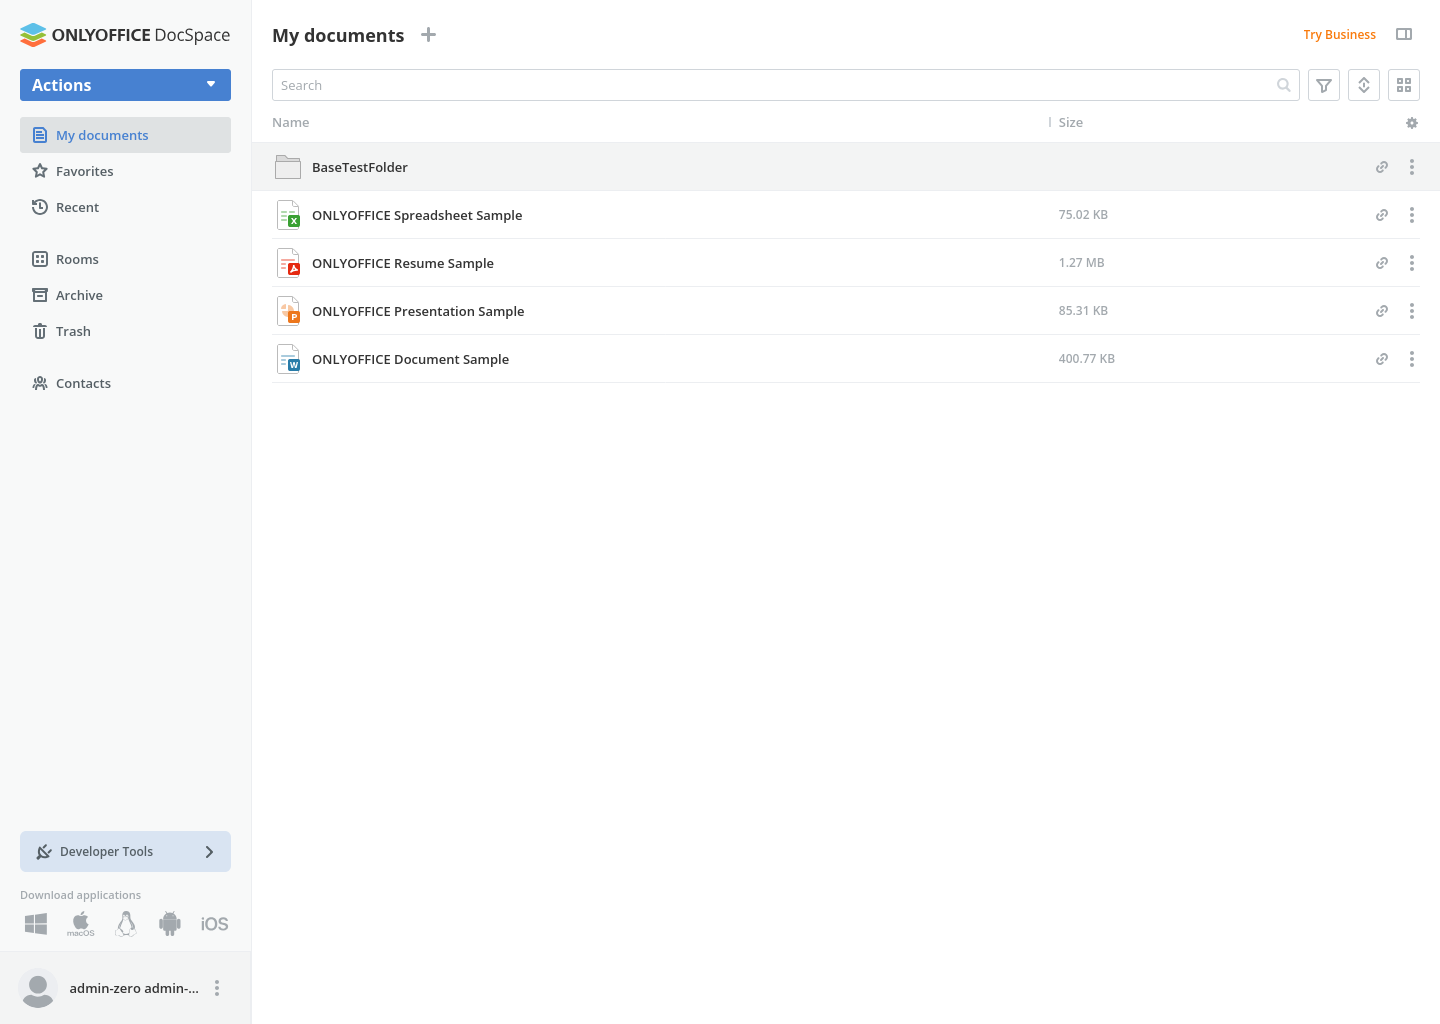 ONLYOFFICE DocSpace
Actions
My documents
Favorites
Recent
Rooms
Archive
Trash
Contacts
Developer Tools
Download applications
macOS
iOS
admin-zero admin-...
My documents
Try Business
Search
Name
Size
BaseTestFolder
ONLYOFFICE Spreadsheet Sample
75.02 KB
ONLYOFFICE Resume Sample
1.27 MB
ONLYOFFICE Presentation Sample
85.31 KB
ONLYOFFICE Document Sample
400.77 KB